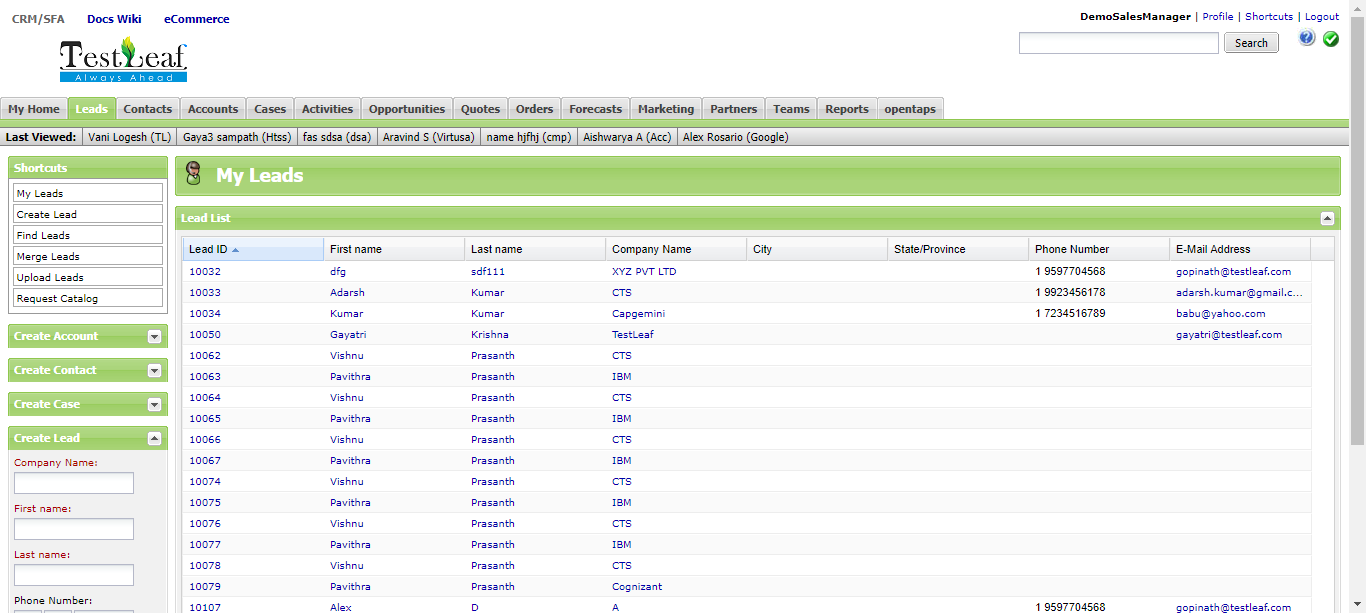 CRM/SFA Docs Wiki eCommerce
DemoSalesManager | Profile | Shortcuts | Logout
Search
TestLeaf
Always Ahead
My Home Leads Contacts Accounts Cases Activities Opportunities Quotes Orders Forecasts Marketing Partners Teams Reports opentaps
Last Viewed: Vani Logesh (TL) Gaya3 sampath (Htss) fas sdsa (dsa) Aravind S (Virtusa) name hjfhj (cmp) Aishwarya A (Acc) Alex Rosario (Google)
Shortcuts
My Leads
Create Lead
Find Leads
Merge Leads
Upload Leads
Request Catalog
Create Account
Create Contact
Create Case
Create Lead
Company Name:
First name:
Last name:
Phone Number:
My Leads
Lead List
Lead ID First name Last name Company Name City State/Province Phone Number E-Mail Address
10032 dfg sdf111 XYZ PVT LTD 1 9597704568 gopinath@testleaf.com
10033 Adarsh Kumar CTS 1 9923456178 adarsh.kumar@gmail.c...
10034 Kumar Kumar Capgemini 1 7234516789 babu@yahoo.com
10050 Gayatri Krishna TestLeaf gayatri@testleaf.com
10062 Vishnu Prasanth CTS
10063 Pavithra Prasanth IBM
10064 Vishnu Prasanth CTS
10065 Pavithra Prasanth IBM
10066 Vishnu Prasanth CTS
10067 Pavithra Prasanth IBM
10074 Vishnu Prasanth CTS
10075 Pavithra Prasanth IBM
10076 Vishnu Prasanth CTS
10077 Pavithra Prasanth IBM
10078 Vishnu Prasanth CTS
10079 Pavithra Prasanth Cognizant
10107 Alex D A 1 9597704568 gopinath@testleaf.com